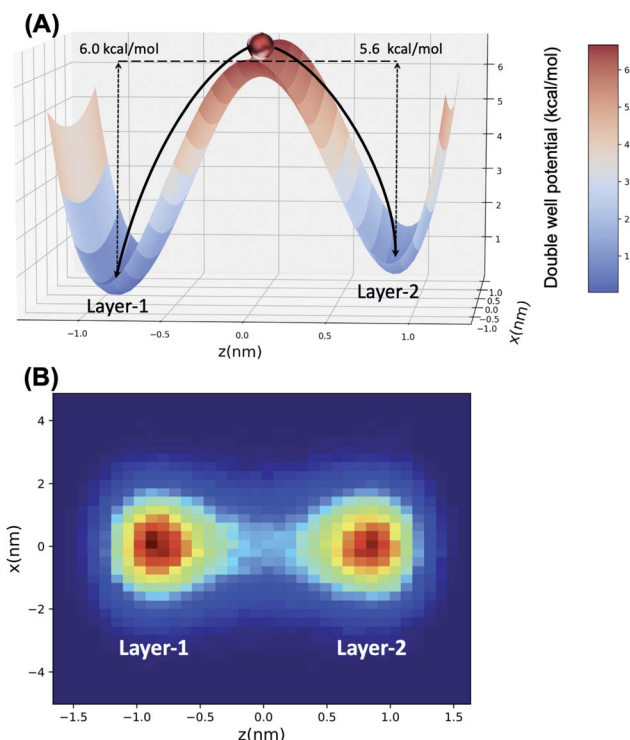 (A)
6.0 kcal/mol
5.6 kcal/mol
6
5
4
3
2
1
1.0
0.5
0.0
-0.5
-1.0
x(nm)
Layer-1
Layer-2
-1.0 -0.5 0.0 0.5 1.0
z(nm)
Double well potential (kcal/mol)
6
5
4
3
2
1
(B)
4
2
0
-2
-4
x(nm)
Layer-1
Layer-2
-1.5 -1.0 -0.5 0.0 0.5 1.0 1.5
z(nm)